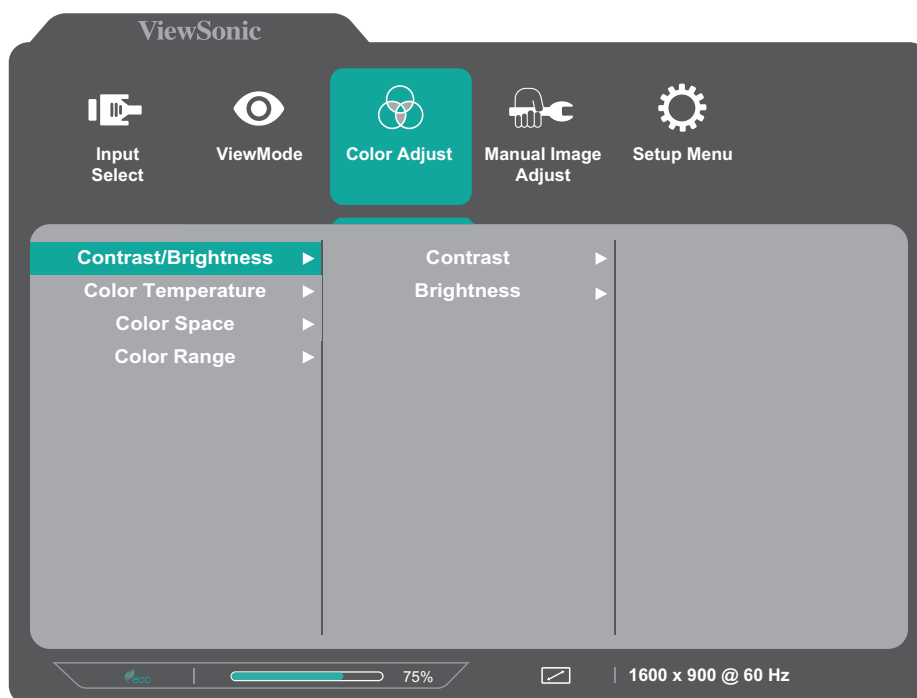 ViewSonic
Input
Select
ViewMode
Color Adjust
Manual Image
Adjust
Setup Menu
Contrast/Brightness
Color Temperature
Color Space
Color Range
Contrast
Brightness
eco
75%
1600 x 900 @ 60 Hz